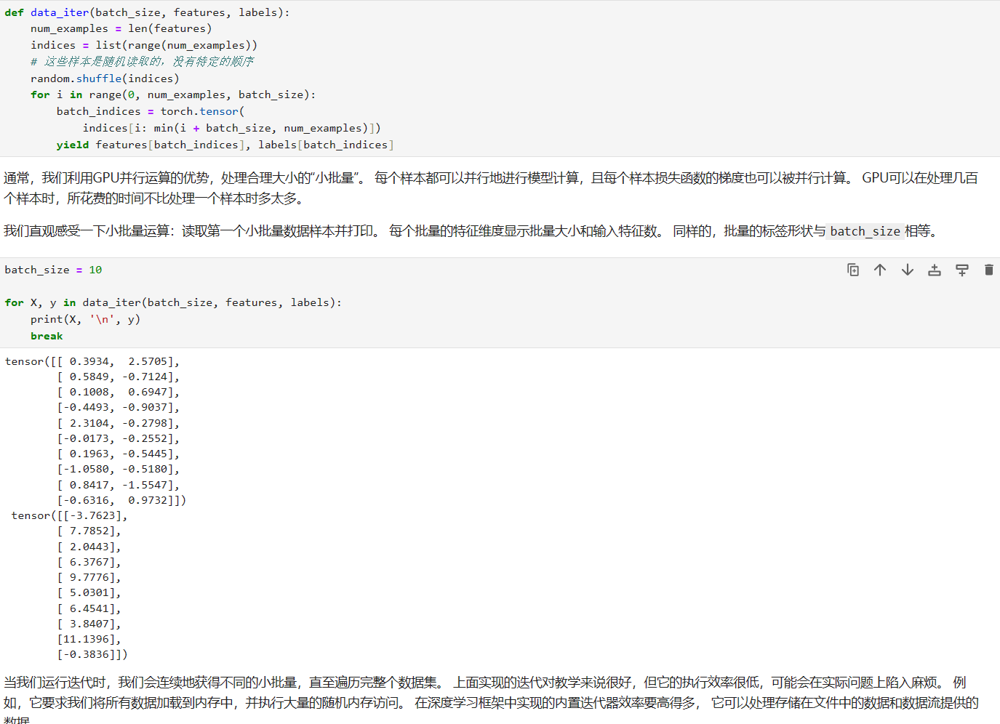 def data_iter(batch_size, features, labels):
    num_examples = len(features)
    indices = list(range(num_examples))
    # 这些样本是随机读取的，没有特定的顺序
    random.shuffle(indices)
    for i in range(0, num_examples, batch_size):
        batch_indices = torch.tensor(
            indices[i: min(i + batch_size, num_examples)])
        yield features[batch_indices], labels[batch_indices]
通常，我们利用GPU并行运算的优势，处理合理大小的“小批量”。 每个样本都可以并行地进行模型计算，且每个样本损失函数的梯度也可以被并行计算。 GPU可以在处理几百
个样本时，所花费的时间不比处理一个样本时多太多。
我们直观感受一下小批量运算：读取第一个小批量数据样本并打印。 每个批量的特征维度显示批量大小和输入特征数。 同样的，批量的标签形状与 batch_size 相等。
batch_size = 10
for X, y in data_iter(batch_size, features, labels):
    print(X, '\n', y)
    break
tensor([[ 0.3934,  2.5705],
        [ 0.5849, -0.7124],
        [ 0.1008,  0.6947],
        [-0.4493, -0.9037],
        [ 2.3104, -0.2798],
        [-0.0173, -0.2552],
        [ 0.1963, -0.5445],
        [-1.0580, -0.5180],
        [ 0.8417, -1.5547],
        [-0.6316,  0.9732]])
 tensor([[-3.7623],
        [ 7.7852],
        [ 2.0443],
        [ 6.3767],
        [ 9.7776],
        [ 5.0301],
        [ 6.4541],
        [ 3.8407],
        [11.1396],
        [-0.3836]])
当我们运行迭代时，我们会连续地获得不同的小批量，直至遍历完整个数据集。 上面实现的迭代对教学来说很好，但它的执行效率很低，可能会在实际问题上陷入麻烦。 例
如，它要求我们将所有数据加载到内存中，并执行大量的随机内存访问。 在深度学习框架中实现的内置迭代器效率要高得多， 它可以处理存储在文件中的数据和数据流提供的
数据